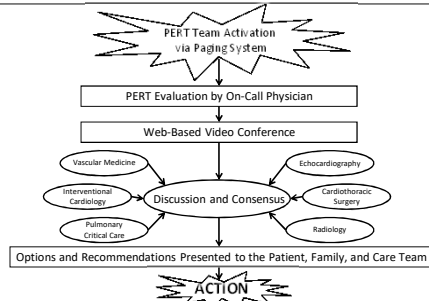 PERT Team Activation
via Paging System
PERT Evaluation by On-Call Physician
Web-Based Video Conference
Vascular Medicine
Echocardiography
Interventional
Cardiology
Discussion and Consensus
Cardiothoracic
Surgery
Pulmonary
Critical Care
Radiology
Options and Recommendations Presented to the Patient, Family, and Care Team
ACTION